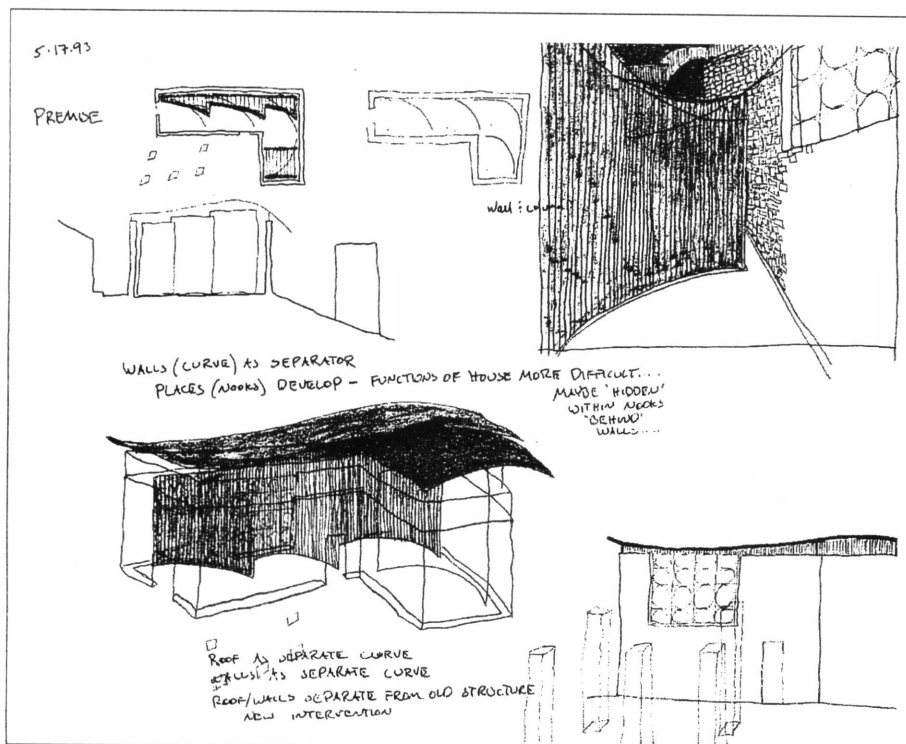 5.17.93
PREMISE
WALL : COLUMN
WALLS (CURVE) AS SEPARATOR
PLACES (NOOKS) DEVELOP – FUNCTIONS OF HOUSE MORE DIFFICULT...
MAYBE 'HIDDEN'
WITHIN NOOKS
'BEHIND'
WALLS....
ROOF AS SEPARATE CURVE
WALLS AS SEPARATE CURVE
ROOF/WALLS SEPARATE FROM OLD STRUCTURE
NEW INTERVENTION